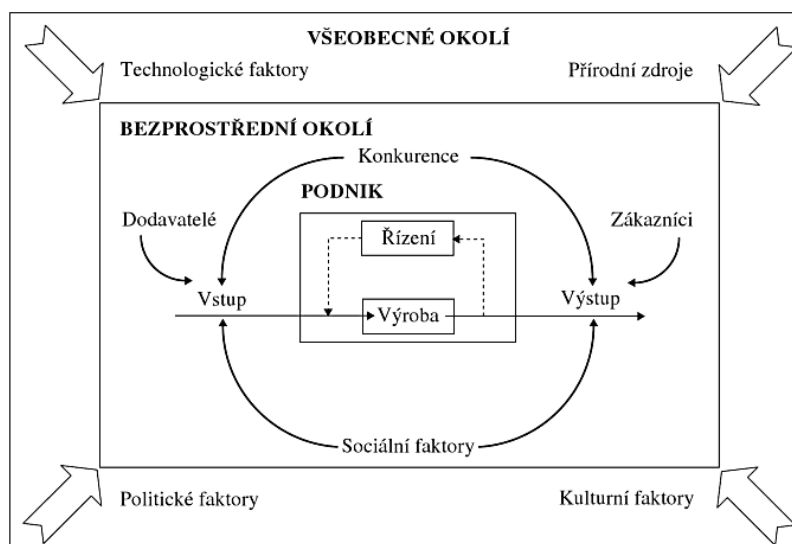 VŠEOBECNÉ OKOLÍ
Technologické faktory
Přírodní zdroje
BEZPROSTŘEDNÍ OKOLÍ
Konkurence
PODNIK
Dodavatelé
Řízení
Zákazníci
Vstup
Výroba
Výstup
Sociální faktory
Politické faktory
Kulturní faktory